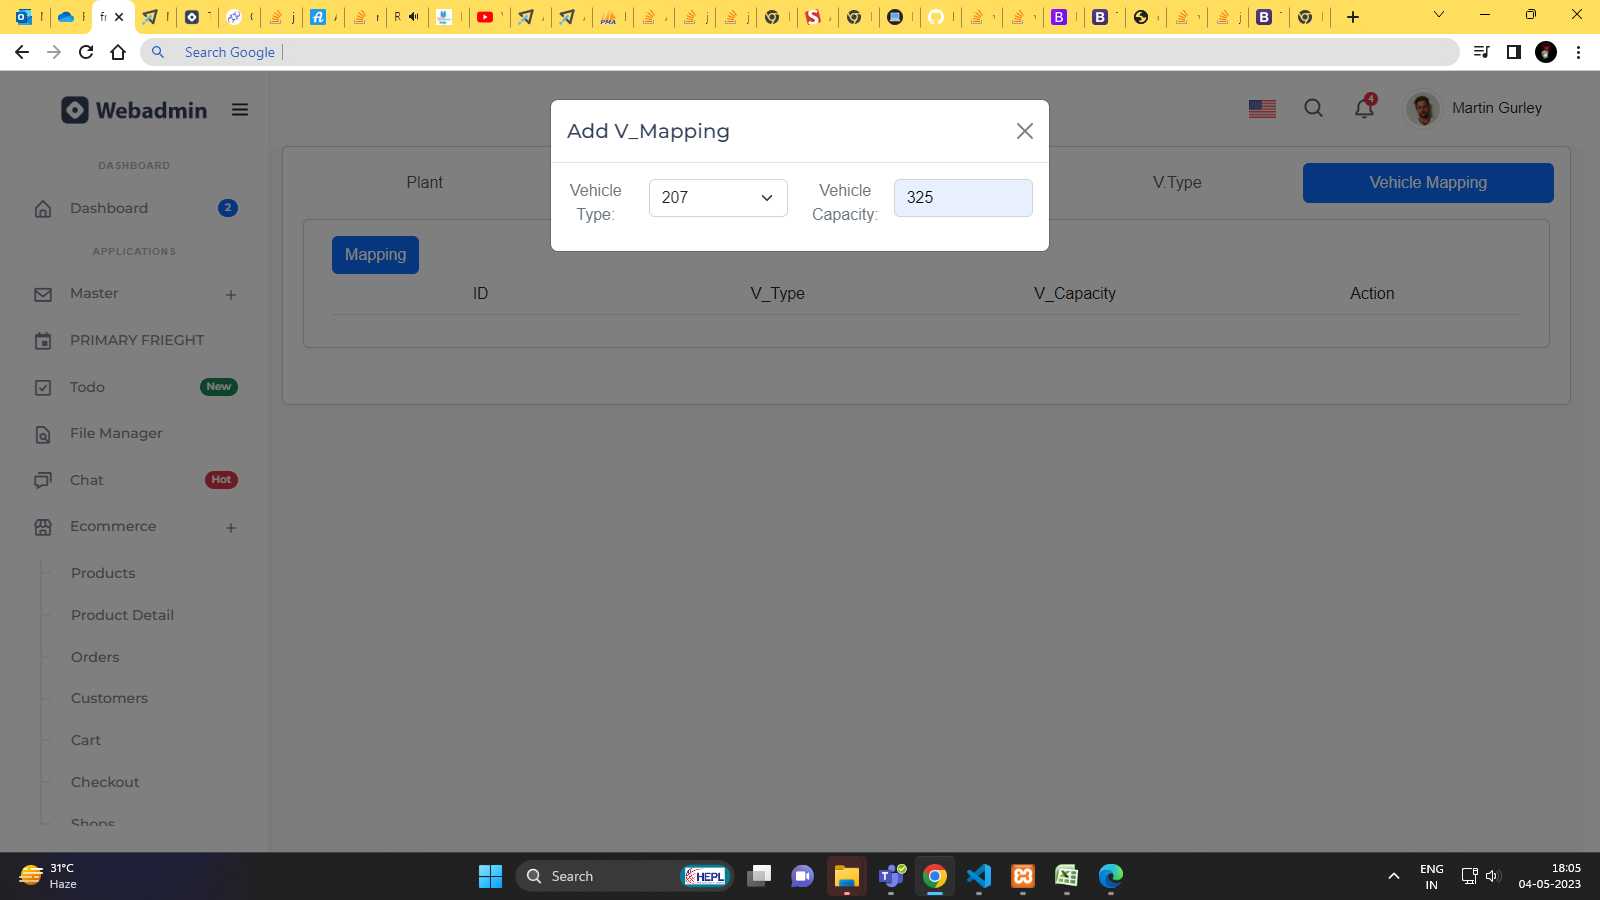 Search Google
Webadmin
4
Martin Gurley
Add V_Mapping
Vehicle Type:
207
Vehicle Capacity:
325
DASHBOARD
Dashboard
2
APPLICATIONS
Master
PRIMARY FRIEGHT
Todo
New
File Manager
Chat
Hot
Ecommerce
Products
Product Detail
Orders
Customers
Cart
Checkout
Shops
Plant
V.Type
Vehicle Mapping
Mapping
ID
V_Type
V_Capacity
Action
31°C
Haze
Search
HEPL
ENG
IN
18:05
04-05-2023